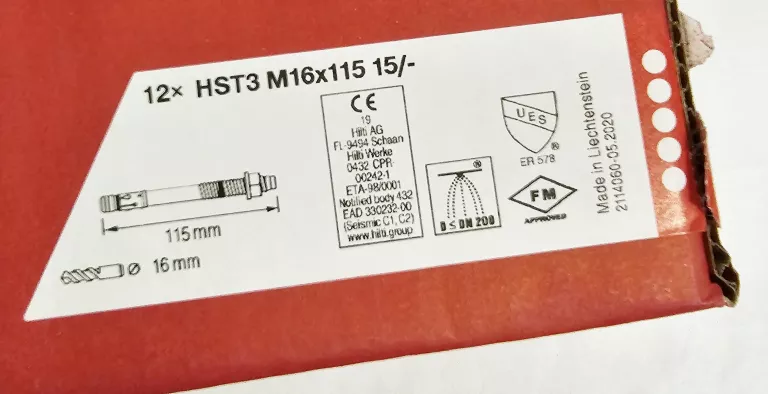 12x HST3 M16x115 15/-
CE
19
Hilti AG
FL-9494 Schaan
Hilti Werke
0432 CPR-
00242-1
ETA-98/0001
Notified body 432
EAD 330232-00
(Seismic C1, C2)
www.hilti.group
115 mm
Ø 16 mm
®
D ≤ DN 200
UES
®
ER 578
FM
APPROVED
Made in Liechtenstein
2114060-05.2020